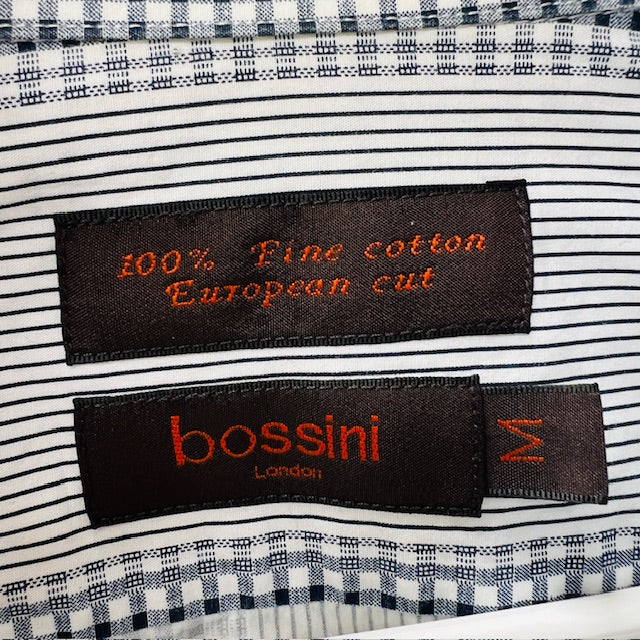 100% Fine cotton
European cut
bossini
London
M